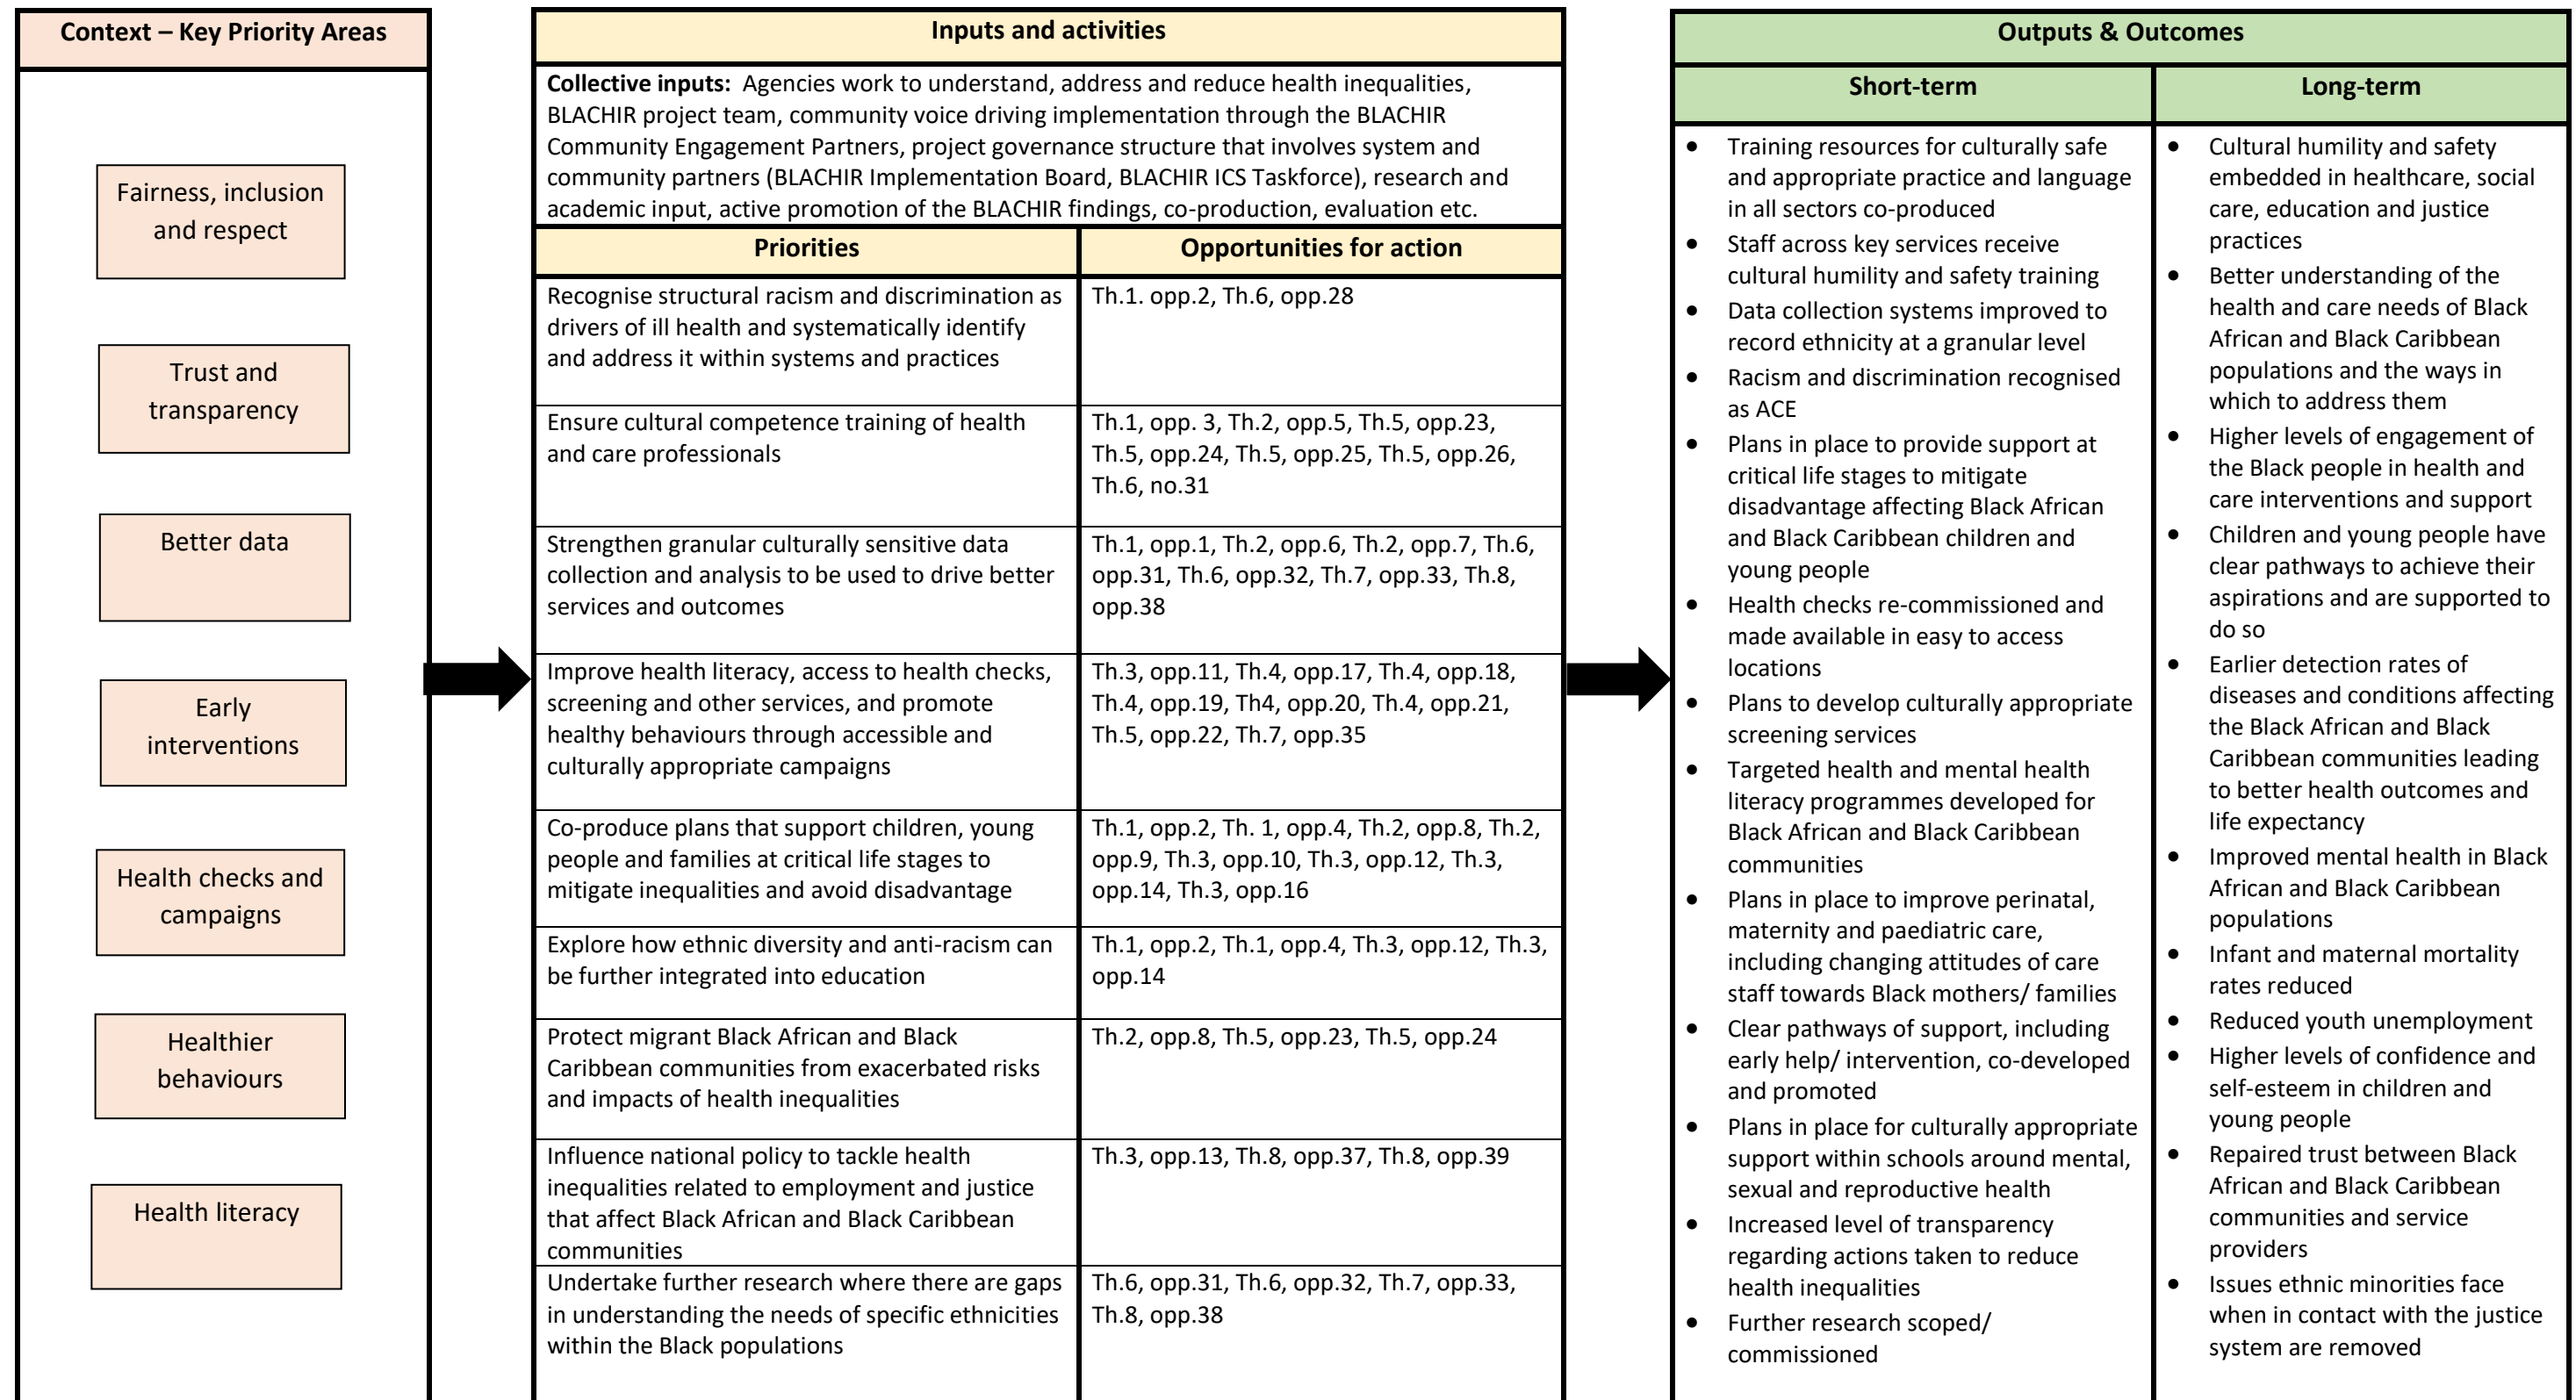 Context – Key Priority Areas
Fairness, inclusion
and respect
Trust and
transparency
Better data
Early
interventions
Health checks and
campaigns
Healthier
behaviours
Health literacy
Inputs and activities
Collective inputs: Agencies work to understand, address and reduce health inequalities,
BLACHIR project team, community voice driving implementation through the BLACHIR
Community Engagement Partners, project governance structure that involves system and
community partners (BLACHIR Implementation Board, BLACHIR ICS Taskforce), research and
academic input, active promotion of the BLACHIR findings, co-production, evaluation etc.
Priorities
Opportunities for action
Recognise structural racism and discrimination as
drivers of ill health and systematically identify
and address it within systems and practices
Th.1. opp.2, Th.6, opp.28
Ensure cultural competence training of health
and care professionals
Th.1, opp. 3, Th.2, opp.5, Th.5, opp.23,
Th.5, opp.24, Th.5, opp.25, Th.5, opp.26,
Th.6, no.31
Strengthen granular culturally sensitive data
collection and analysis to be used to drive better
services and outcomes
Th.1, opp.1, Th.2, opp.6, Th.2, opp.7, Th.6,
opp.31, Th.6, opp.32, Th.7, opp.33, Th.8,
opp.38
Improve health literacy, access to health checks,
screening and other services, and promote
healthy behaviours through accessible and
culturally appropriate campaigns
Th.3, opp.11, Th.4, opp.17, Th.4, opp.18,
Th.4, opp.19, Th4, opp.20, Th.4, opp.21,
Th.5, opp.22, Th.7, opp.35
Co-produce plans that support children, young
people and families at critical life stages to
mitigate inequalities and avoid disadvantage
Th.1, opp.2, Th. 1, opp.4, Th.2, opp.8, Th.2,
opp.9, Th.3, opp.10, Th.3, opp.12, Th.3,
opp.14, Th.3, opp.16
Explore how ethnic diversity and anti-racism can
be further integrated into education
Th.1, opp.2, Th.1, opp.4, Th.3, opp.12, Th.3,
opp.14
Protect migrant Black African and Black
Caribbean communities from exacerbated risks
and impacts of health inequalities
Th.2, opp.8, Th.5, opp.23, Th.5, opp.24
Influence national policy to tackle health
inequalities related to employment and justice
that affect Black African and Black Caribbean
communities
Th.3, opp.13, Th.8, opp.37, Th.8, opp.39
Undertake further research where there are gaps
in understanding the needs of specific ethnicities
within the Black populations
Th.6, opp.31, Th.6, opp.32, Th.7, opp.33,
Th.8, opp.38
Outputs & Outcomes
Short-term
• Training resources for culturally safe
and appropriate practice and language
in all sectors co-produced
• Staff across key services receive
cultural humility and safety training
• Data collection systems improved to
record ethnicity at a granular level
• Racism and discrimination recognised
as ACE
• Plans in place to provide support at
critical life stages to mitigate
disadvantage affecting Black African
and Black Caribbean children and
young people
• Health checks re-commissioned and
made available in easy to access
locations
• Plans to develop culturally appropriate
screening services
• Targeted health and mental health
literacy programmes developed for
Black African and Black Caribbean
communities
• Plans in place to improve perinatal,
maternity and paediatric care,
including changing attitudes of care
staff towards Black mothers/ families
• Clear pathways of support, including
early help/ intervention, co-developed
and promoted
• Plans in place for culturally appropriate
support within schools around mental,
sexual and reproductive health
• Increased level of transparency
regarding actions taken to reduce
health inequalities
• Further research scoped/
commissioned
Long-term
• Cultural humility and safety
embedded in healthcare, social
care, education and justice
practices
• Better understanding of the
health and care needs of Black
African and Black Caribbean
populations and the ways in
which to address them
• Higher levels of engagement of
the Black people in health and
care interventions and support
• Children and young people have
clear pathways to achieve their
aspirations and are supported to
do so
• Earlier detection rates of
diseases and conditions affecting
the Black African and Black
Caribbean communities leading
to better health outcomes and
life expectancy
• Improved mental health in Black
African and Black Caribbean
populations
• Infant and maternal mortality
rates reduced
• Reduced youth unemployment
• Higher levels of confidence and
self-esteem in children and
young people
• Repaired trust between Black
African and Black Caribbean
communities and service
providers
• Issues ethnic minorities face
when in contact with the justice
system are removed